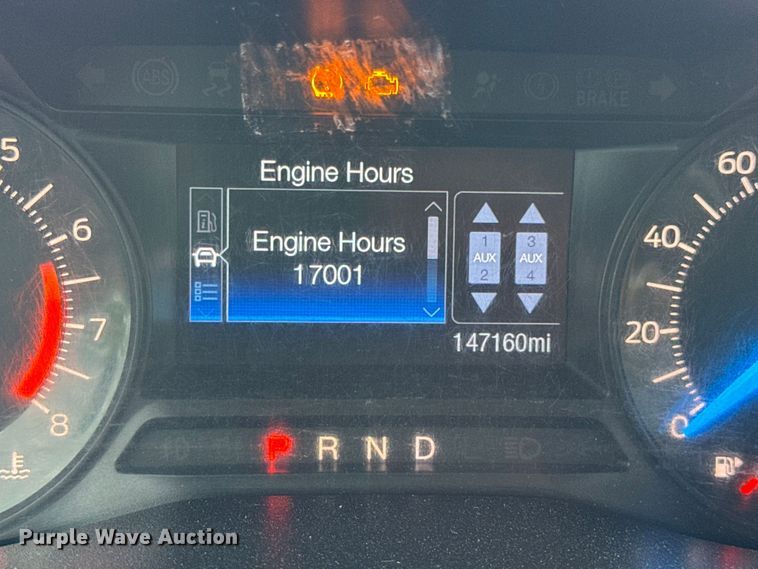 ABS
BRAKE
Engine Hours
Engine Hours
17001
1 AUX 2
3 AUX 4
147160mi
5
6
7
8
60
40
20
0
P R N D
Purple Wave Auction